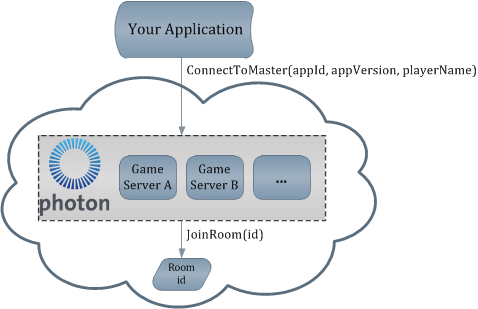 Your Application
ConnectToMaster(appId, appVersion, playerName)
Game
Server A
Game
Server B
...
photon
JoinRoom(id)
Room
id